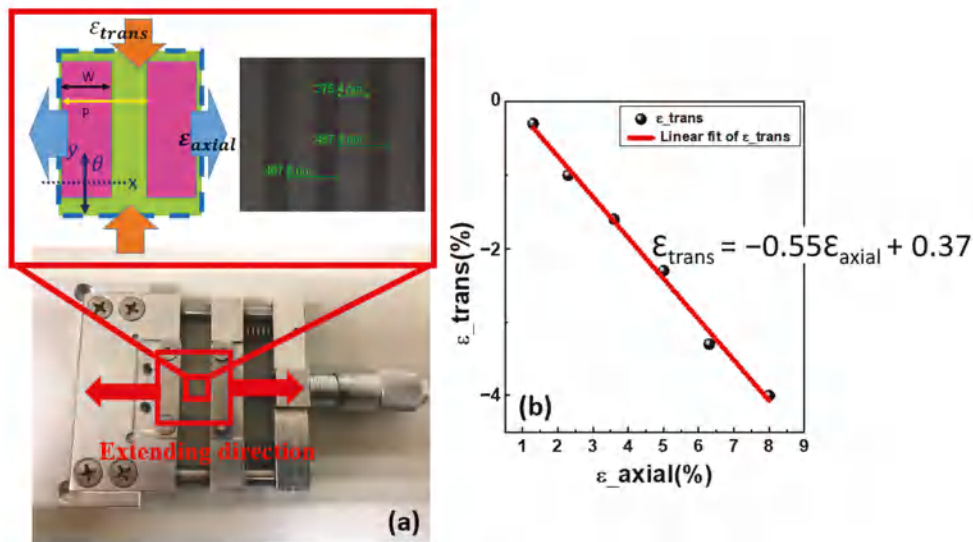 ε_trans
W
P
ε_axial
y
θ
X
Extending direction
(a)
0
−2
−4
ε_trans(%)
ε_trans
Linear fit of ε_trans
Ɛtrans = −0.55Ɛaxial + 0.37
(b)
1 2 3 4 5 6 7 8 9
ε_axial(%)